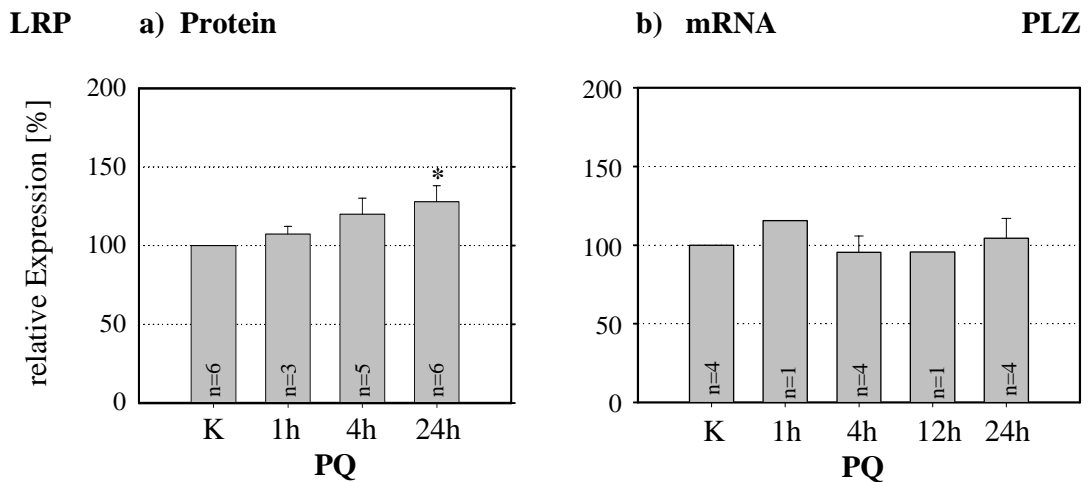 LRP a) Protein b) mRNA PLZ
relative Expression [%]
200
150
100
50
0
*
n=6 n=3 n=5 n=6
K 1h 4h 24h
PQ
200
150
100
50
0
n=4 n=1 n=4 n=1 n=4
K 1h 4h 12h 24h
PQ